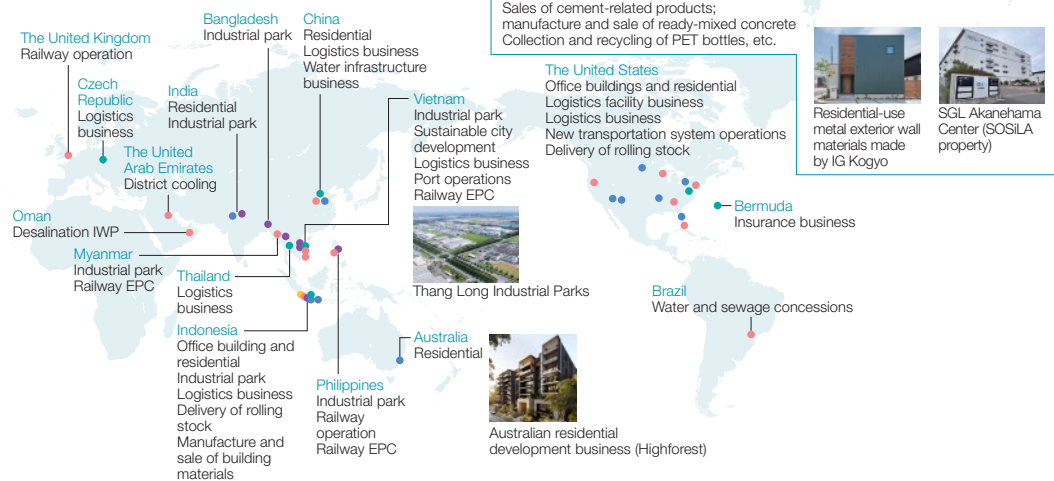 Sales of cement-related products;
manufacture and sale of ready-mixed concrete
Collection and recycling of PET bottles, etc.
Residential-use
metal exterior wall
materials made
by IG Kogyo
SGL Akanehama
Center (SOSiLA
property)
The United Kingdom
Railway operation
Czech
Republic
Logistics
business
Bangladesh
Industrial park
China
Residential
Logistics business
Water infrastructure
business
India
Residential
Industrial park
The United
Arab Emirates
District cooling
Oman
Desalination IWP
Myanmar
Industrial park
Railway EPC
Thailand
Logistics
business
Indonesia
Office building and
residential
Industrial park
Logistics business
Delivery of rolling
stock
Manufacture and
sale of building
materials
Vietnam
Industrial park
Sustainable city
development
Logistics business
Port operations
Railway EPC
Thang Long Industrial Parks
Philippines
Industrial park
Railway
operation
Railway EPC
Australia
Residential
Australian residential
development business (Highforest)
The United States
Office buildings and residential
Logistics facility business
Logistics business
New transportation system operations
Delivery of rolling stock
Bermuda
Insurance business
Brazil
Water and sewage concessions